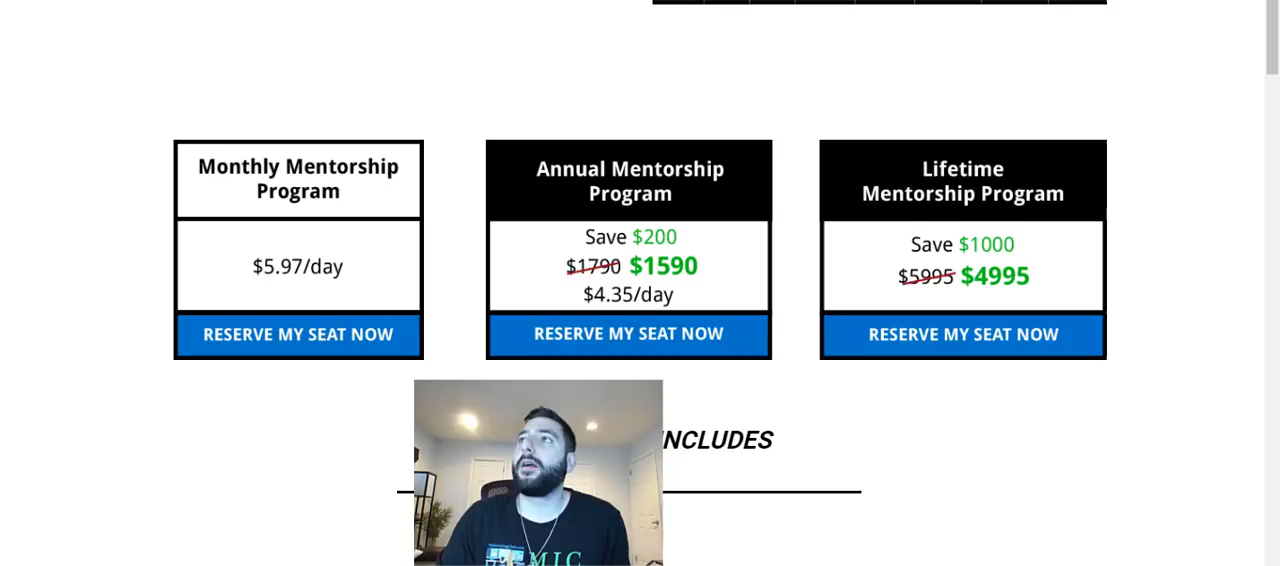 Monthly Mentorship
Program
$5.97/day
RESERVE MY SEAT NOW
Annual Mentorship
Program
Save $200
$1790 $1590
$4.35/day
RESERVE MY SEAT NOW
Lifetime
Mentorship Program
Save $1000
$5995 $4995
RESERVE MY SEAT NOW
INCLUDES
MIC